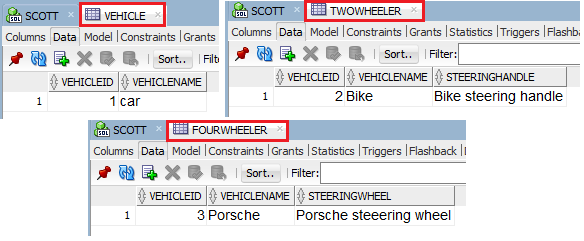 SCOTT VEHICLE
Columns Data Model Constraints Grants
Sort.. Filte
VEHICLEID VEHICLENAME
1 1 car
SCOTT TWOWHEELER
Columns Data Model Constraints Grants Statistics Triggers Flashback
Sort.. Filter:
VEHICLEID VEHICLENAME STEERINGHANDLE
1 2 Bike Bike steering handle
SCOTT FOURWHEELER
Columns Data Model Constraints Grants Statistics Triggers Flashback
Sort.. Filter:
VEHICLEID VEHICLENAME STEERINGWHEEL
1 3 Porsche Porsche steeering wheel